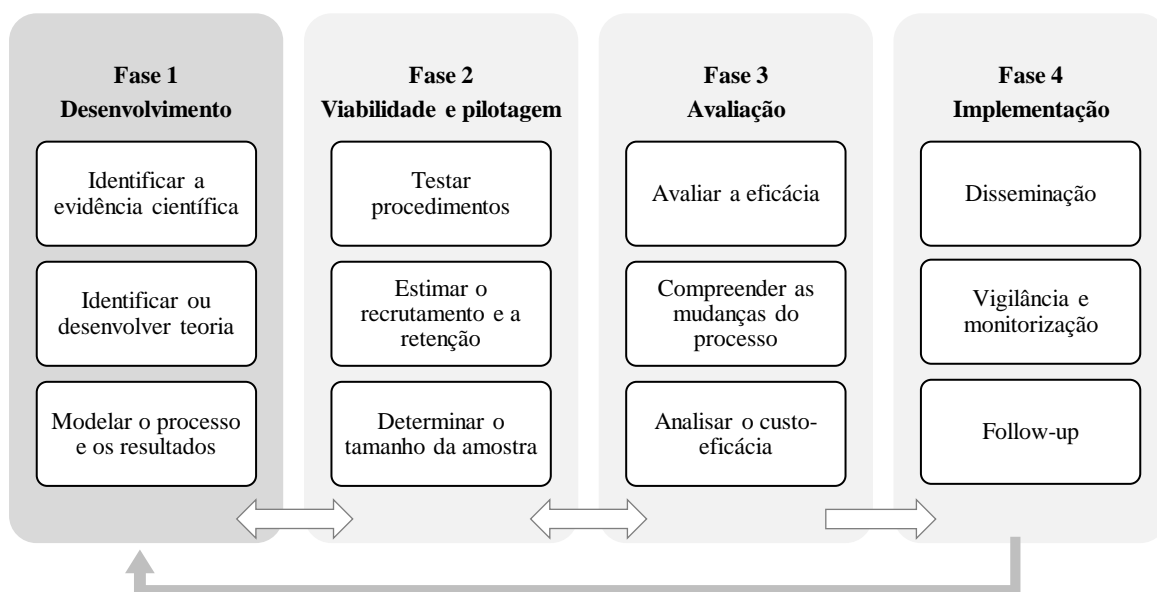 Fase 1
Desenvolvimento
Identificar a
evidência científica
Identificar ou
desenvolver teoria
Modelar o processo
e os resultados
Fase 2
Viabilidade e pilotagem
Testar
procedimentos
Estimar o
recrutamento e a
retenção
Determinar o
tamanho da amostra
Fase 3
Avaliação
Avaliar a eficácia
Compreender as
mudanças do
processo
Analisar o custo-
eficácia
Fase 4
Implementação
Disseminação
Vigilância e
monitorização
Follow-up